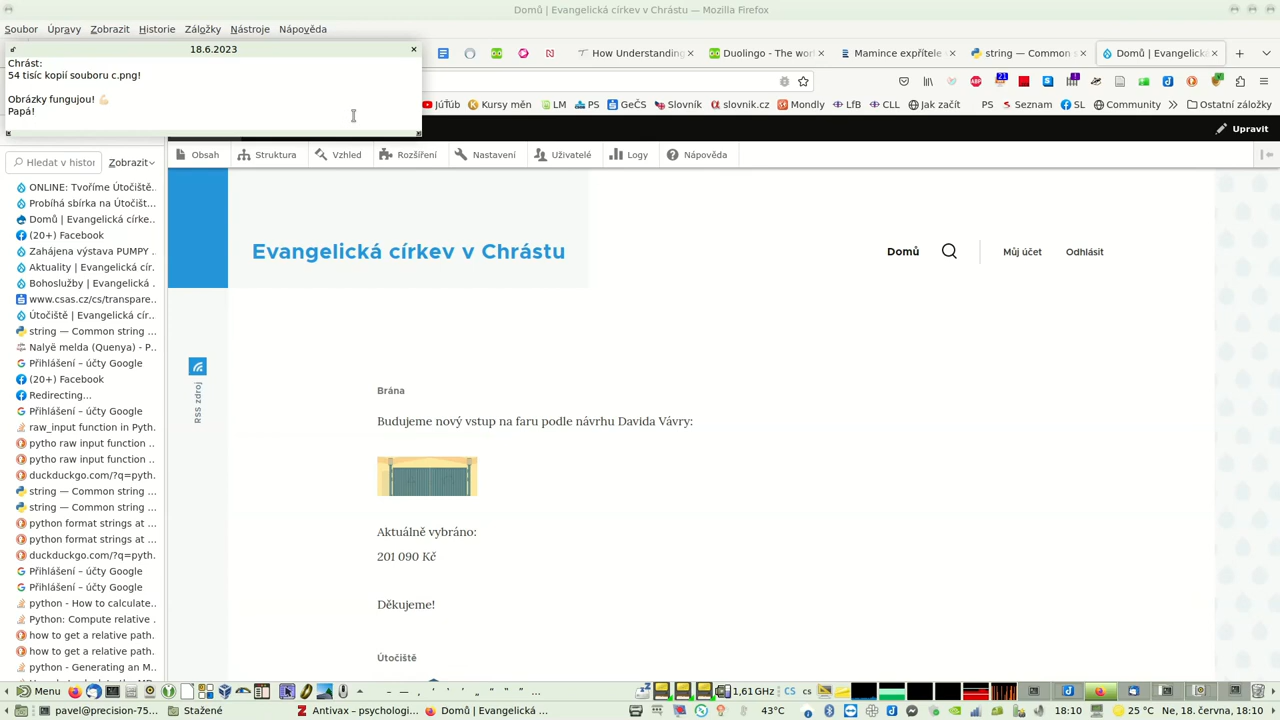 Domů | Evangelická církev v Chrástu — Mozilla Firefox
Soubor Úpravy Zobrazit Historie Záložky Nástroje Nápověda
18.6.2023
Chrást:
54 tisíc kopií souboru c.png!
Obrázky fungujou! 💪🏻
Papá!
How Understanding
Duolingo - The wor
Mamince expřítele
string — Common s
Domů | Evangelická
JúTúb Kursy měn LM PS GeČS Slovník slovnik.cz Mondly LfB CLL Jak začít PS Seznam SL Community Ostatní záložky
Upravit
Hledat v histor Zobrazit
Obsah Struktura Vzhled Rozšíření Nastavení Uživatelé Logy Nápověda
ONLINE: Tvoříme Útočiště…
Probíhá sbírka na Útočišt…
Domů | Evangelická círke…
(20+) Facebook
Zahájena výstava PUMPY …
Aktuality | Evangelická cír…
Bohoslužby | Evangelická …
www.csas.cz/cs/transpare…
Útočiště | Evangelická cír…
string — Common string …
Nalyë melda (Quenya) - P…
Přihlášení – účty Google
(20+) Facebook
Redirecting…
Přihlášení – účty Google
raw_input function in Pyth…
pytho raw input function …
pytho raw input function …
duckduckgo.com/?q=pyth…
string — Common string …
string — Common string …
python format strings at …
python format strings at …
duckduckgo.com/?q=pyth…
Přihlášení – účty Google
Přihlášení – účty Google
python - How to calculate…
Python: Compute relative …
how to get a relative path…
how to get a relative path…
python - Generating an M…
Evangelická církev v Chrástu
Domů
Můj účet
Odhlásit
RSS zdroj
Brána
Budujeme nový vstup na faru podle návrhu Davida Vávry:
Aktuálně vybráno:
201 090 Kč
Děkujeme!
Útočiště
Menu
1,61 GHz CS cs
pavel@precision-75… Stažené Antivax – psychologi… Domů | Evangelická c… 43°C 18:10 25 °C Ne, 18. června, 18:10